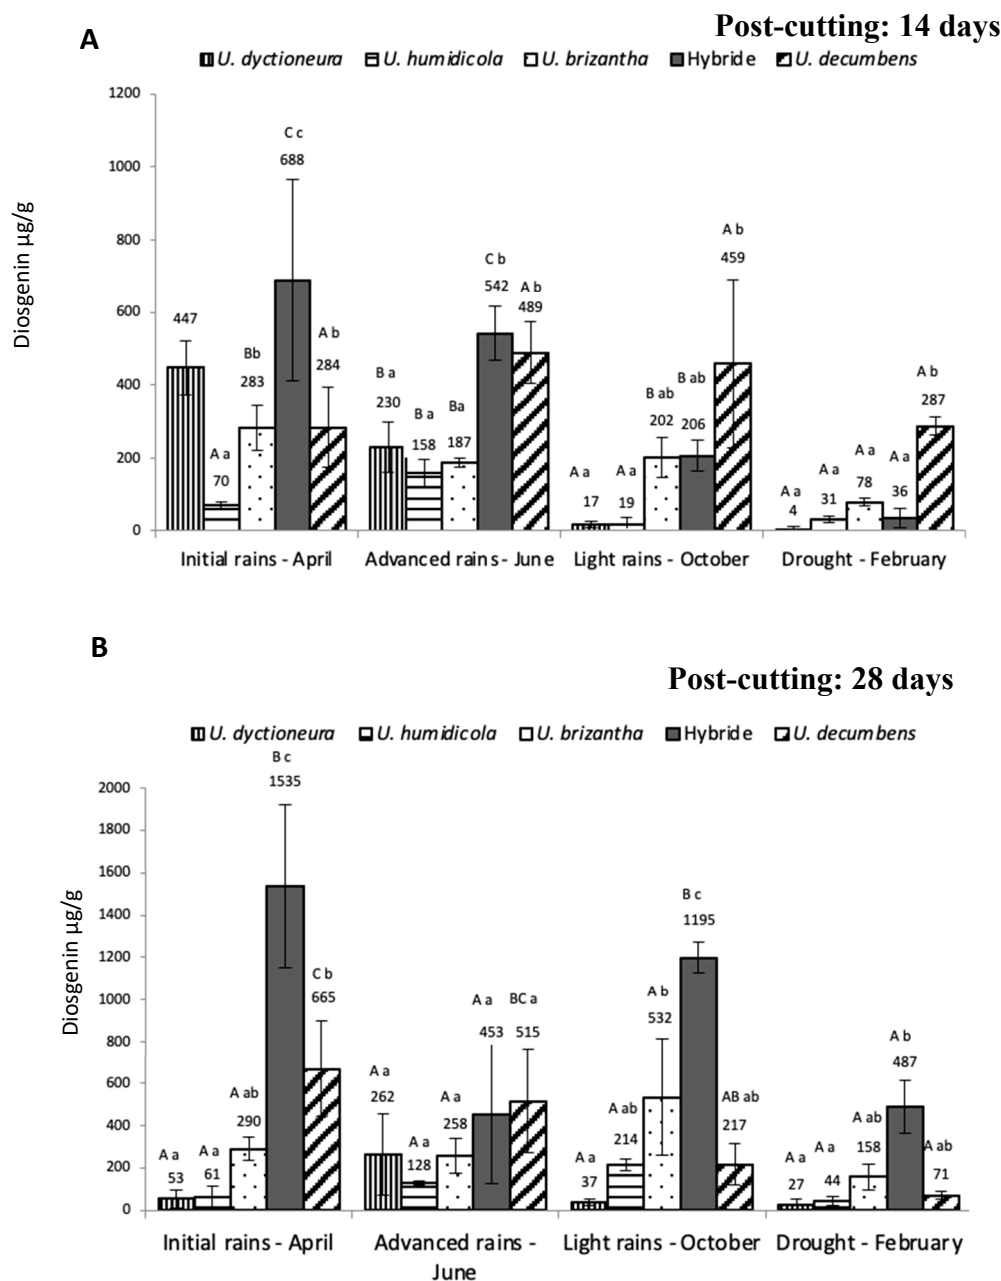 Post-cutting: 14 days
A
U. dyctioneura U. humidicola U. brizantha Hybride U. decumbens
Diosgenin µg/g
1200
1000
800
600
400
200
0
447
A a
70
Bb
283
C c
688
A b
284
B a
230
B a
158
Ba
187
C b
542
A b
489
A a
17
A a
19
B ab
202
B ab
206
A b
459
A a
4
A a
31
A a
78
A a
36
A b
287
Initial rains - April Advanced rains - June Light rains - October Drought - February
B
Post-cutting: 28 days
U. dyctioneura U. humidicola U. brizantha Hybride U. decumbens
Diosgenin µg/g
2000
1800
1600
1400
1200
1000
800
600
400
200
0
A a
53
A a
61
A ab
290
B c
1535
C b
665
A a
262
A a
128
A a
258
A a
453
BC a
515
A a
37
A ab
214
A b
532
B c
1195
AB ab
217
A a
27
A a
44
A ab
158
A b
487
A ab
71
Initial rains - April Advanced rains - Light rains - October Drought - February
June